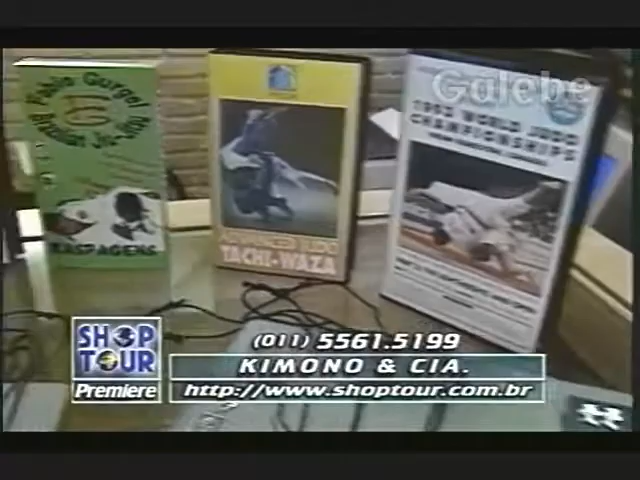 Galebe
Fabio Gurgel
Brazilian Jiu-Jitsu
RASPAGENS
ADVANCED JUDO
TACHI-WAZA
1993 WORLD JUDO
CHAMPIONSHIPS
SHOP
TOUR
Premiere
(011) 5561.5199
KIMONO & CIA.
http://www.shoptour.com.br